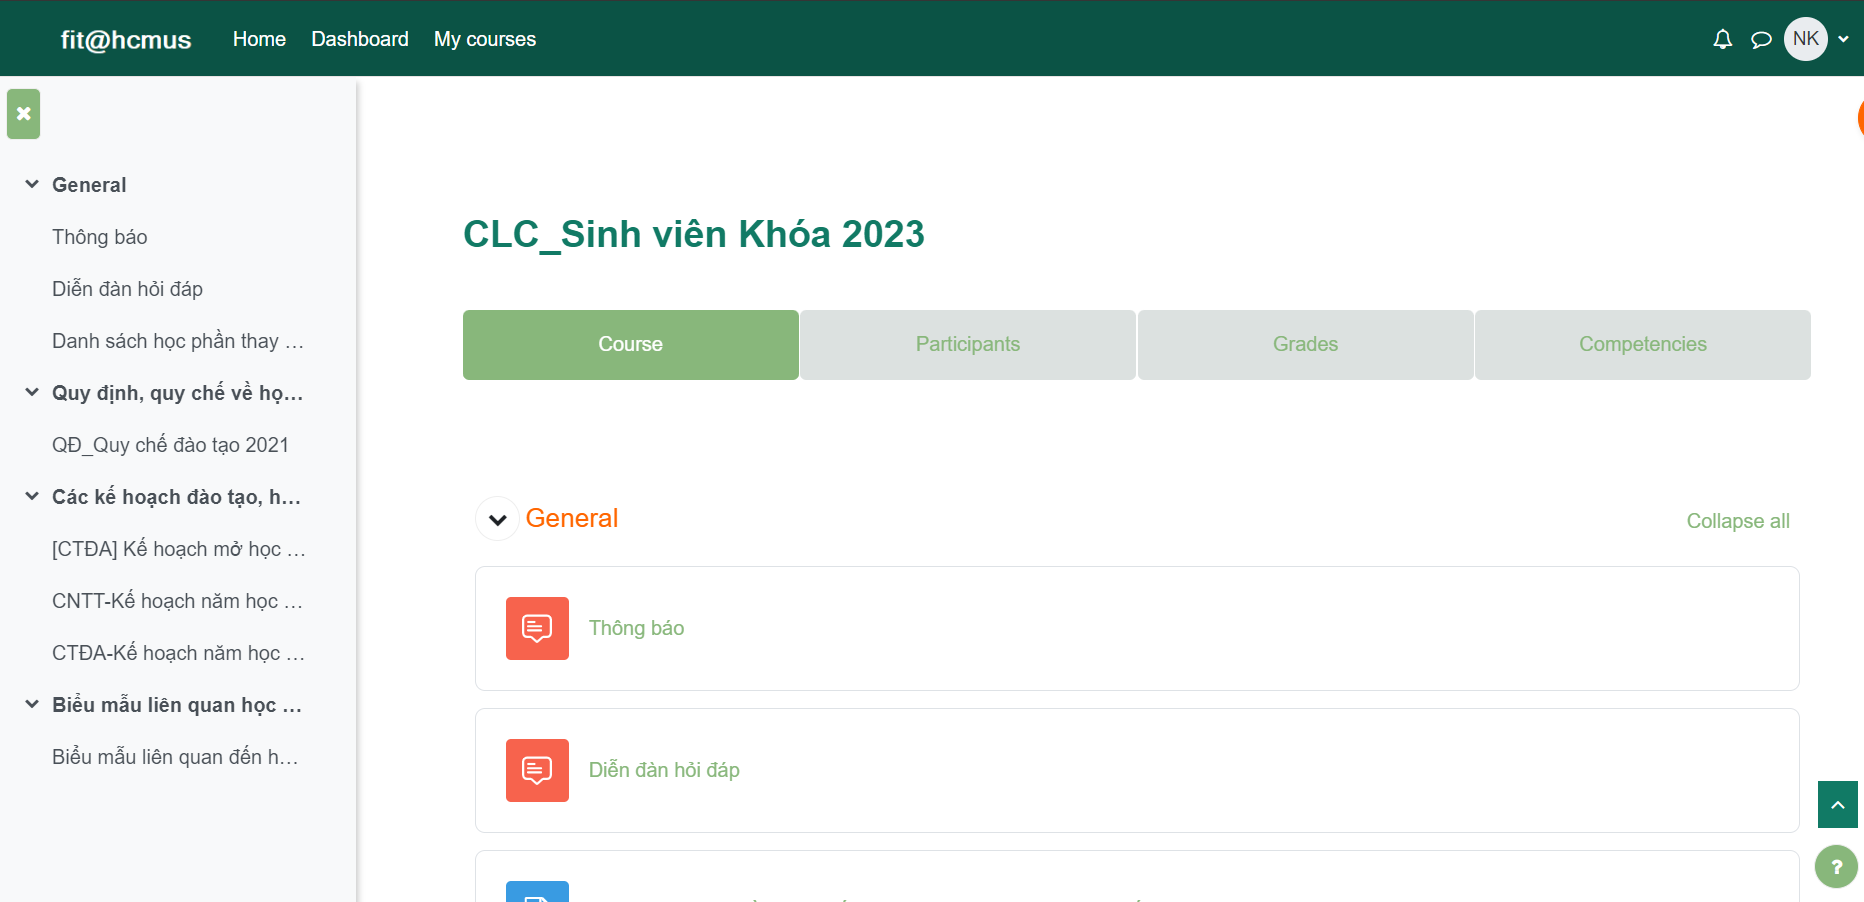 fit@hcmus Home Dashboard My courses NK
General
Thông báo
Diễn đàn hỏi đáp
Danh sách học phần thay ...
Quy định, quy chế về họ...
QĐ_Quy chế đào tạo 2021
Các kế hoạch đào tạo, h...
[CTĐA] Kế hoạch mở học ...
CNTT-Kế hoạch năm học ...
CTĐA-Kế hoạch năm học ...
Biểu mẫu liên quan học ...
Biểu mẫu liên quan đến h...
CLC_Sinh viên Khóa 2023
Course Participants Grades Competencies
General Collapse all
Thông báo
Diễn đàn hỏi đáp
?